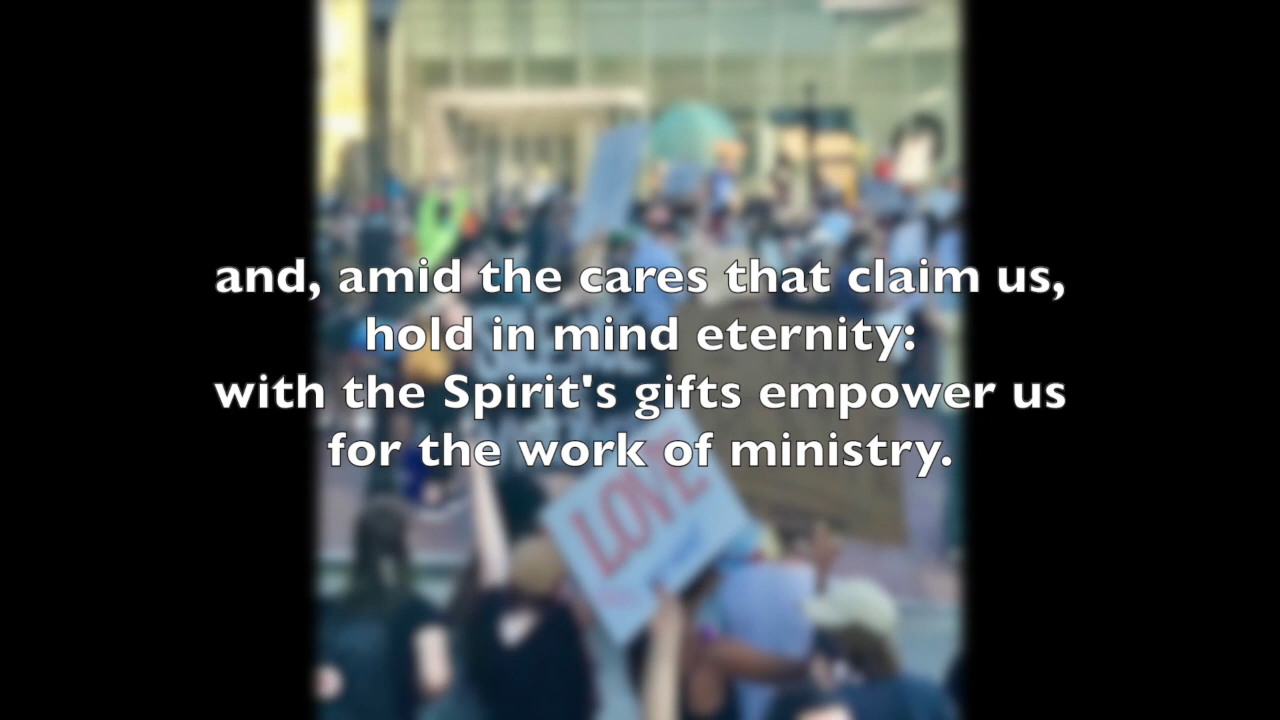 and, amid the cares that claim us,
hold in mind eternity:
with the Spirit's gifts empower us
for the work of ministry.
LOVE